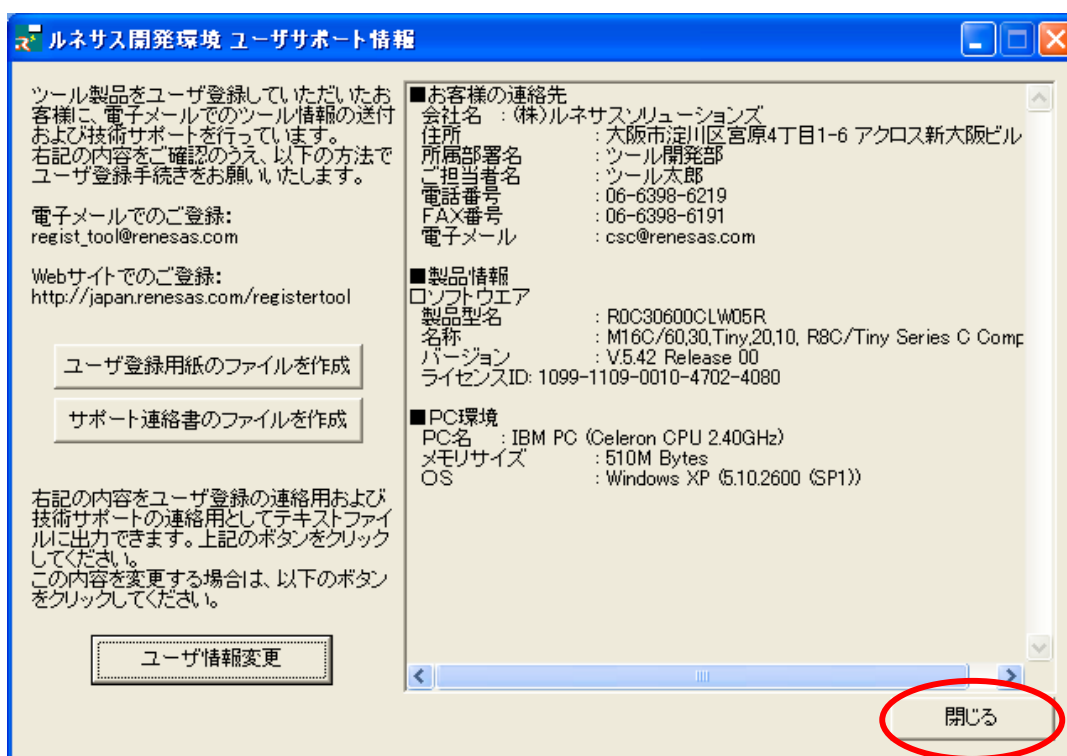 ルネサス開発環境 ユーザサポート情報
ツール製品をユーザ登録していただいたお
客様に、電子メールでのツール情報の送付
および技術サポートを行っています。
右記の内容をご確認のうえ、以下の方法で
ユーザ登録手続きをお願いいたします。
電子メールでのご登録:
regist_tool@renesas.com
Webサイトでのご登録:
http://japan.renesas.com/registertool
ユーザ登録用紙のファイルを作成
サポート連絡書のファイルを作成
右記の内容をユーザ登録の連絡用および
技術サポートの連絡用としてテキストファイ
ルに出力できます。上記のボタンをクリック
してください。
この内容を変更する場合は、以下のボタン
をクリックしてください。
ユーザ情報変更
■お客様の連絡先
会社名 : (株)ルネサスソリューションズ
住所 : 大阪市淀川区宮原4丁目1-6 アクロス新大阪ビル
所属部署名 : ツール開発部
ご担当者名 : ツール太郎
電話番号 : 06-6398-6219
FAX番号 : 06-6398-6191
電子メール : csc@renesas.com
■製品情報
□ソフトウエア
製品型名 : R0C30600CLW05R
名称 : M16C/60,30,Tiny,20,10, R8C/Tiny Series C Comp
バージョン : V.5.42 Release 00
ライセンスID: 1099-1109-0010-4702-4080
■PC環境
PC名 : IBM PC (Celeron CPU 2.40GHz)
メモリサイズ : 510M Bytes
OS : Windows XP (5.10.2600 (SP1))
閉じる